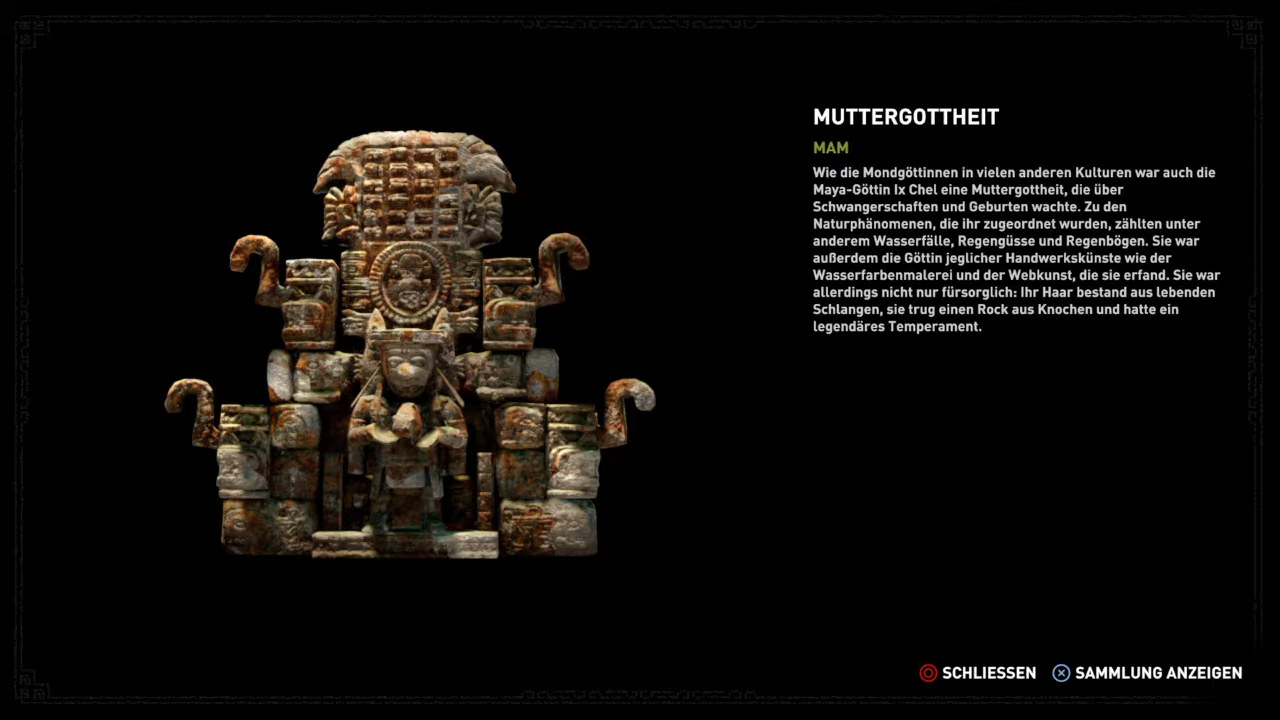 MUTTERGOTTHEIT
MAM
Wie die Mondgöttinnen in vielen anderen Kulturen war auch die
Maya-Göttin Ix Chel eine Muttergottheit, die über
Schwangerschaften und Geburten wachte. Zu den
Naturphänomenen, die ihr zugeordnet wurden, zählten unter
anderem Wasserfälle, Regengüsse und Regenbögen. Sie war
außerdem die Göttin jeglicher Handwerkskünste wie der
Wasserfarbenmalerei und der Webkunst, die sie erfand. Sie war
allerdings nicht nur fürsorglich: Ihr Haar bestand aus lebenden
Schlangen, sie trug einen Rock aus Knochen und hatte ein
legendäres Temperament.
SCHLIESSEN SAMMLUNG ANZEIGEN